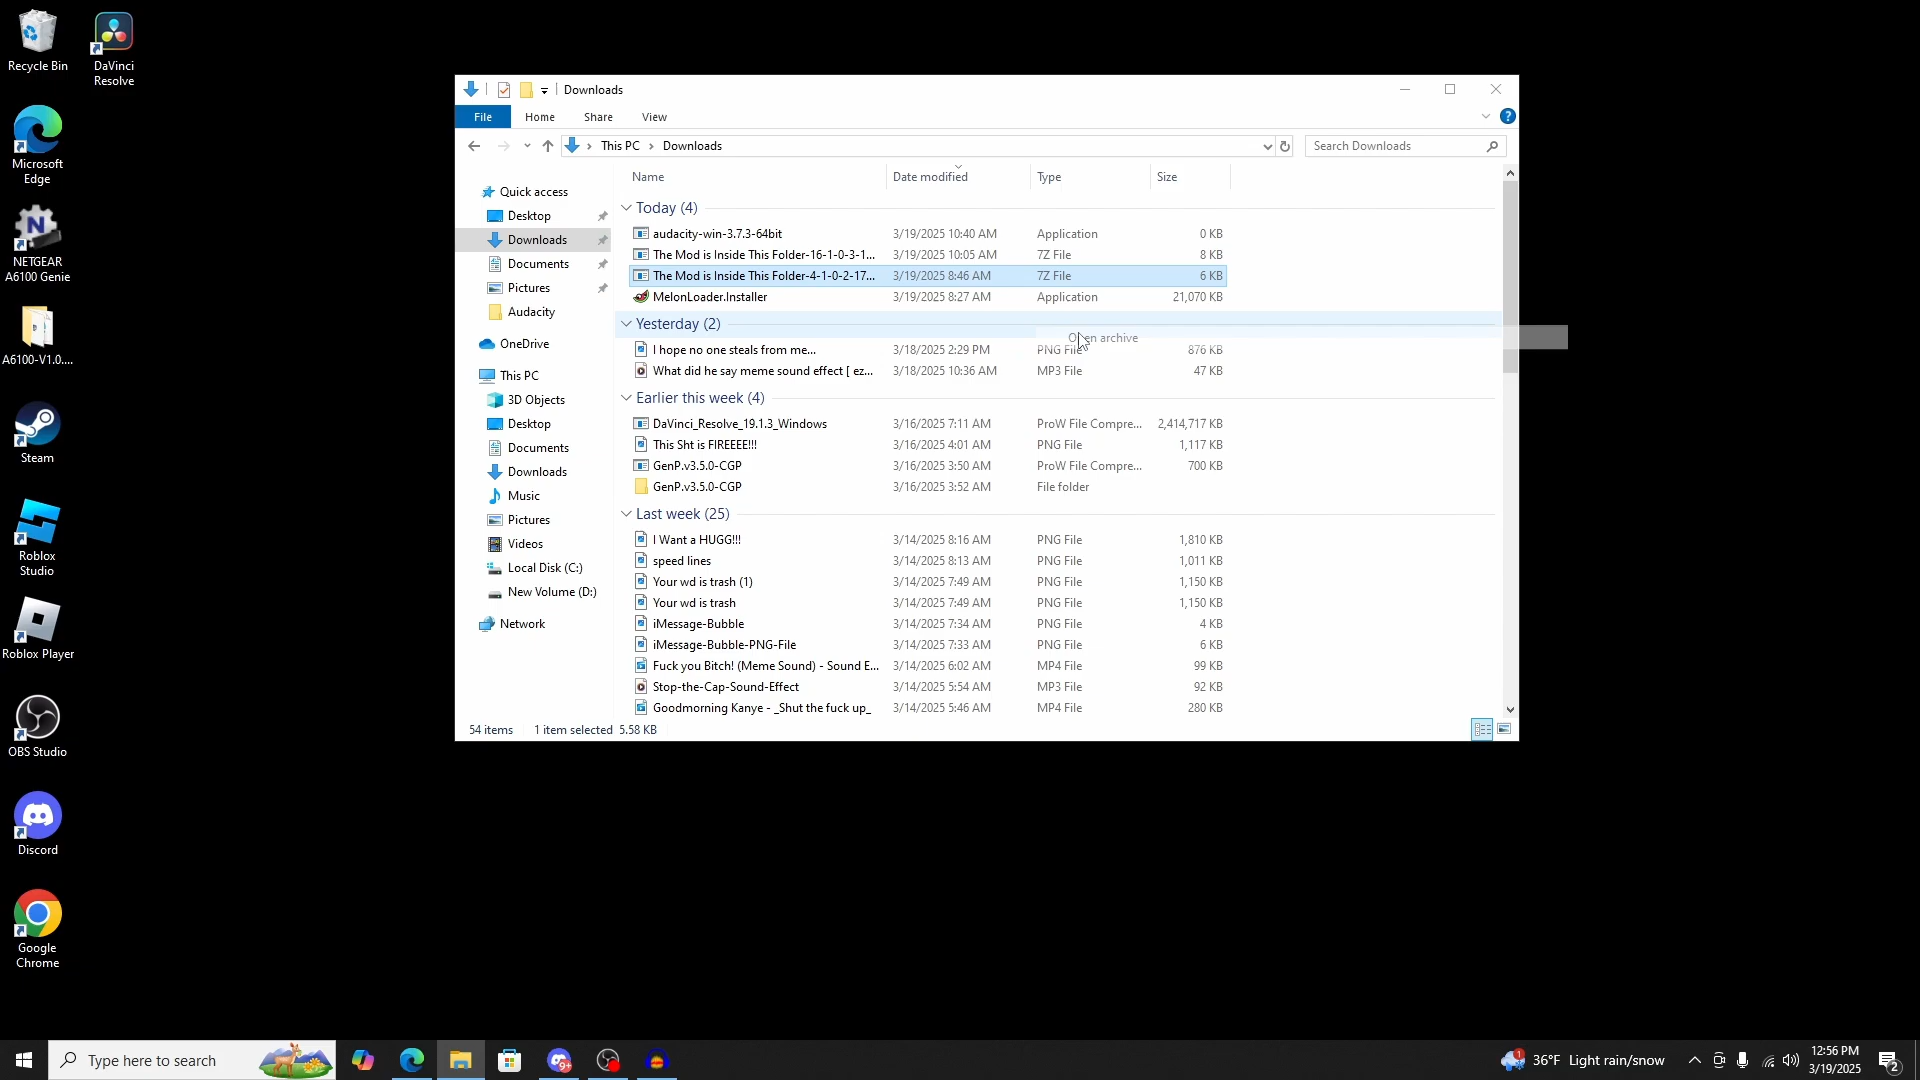 Recycle Bin
DaVinci
Resolve
Microsoft
Edge
NETGEAR
A6100 Genie
A6100-V1.0....
Steam
Roblox
Studio
Roblox Player
OBS Studio
Discord
Google
Chrome
Downloads
File
Home
Share
View
This PC
Downloads
Search Downloads
Quick access
Desktop
Downloads
Documents
Pictures
Audacity
OneDrive
This PC
3D Objects
Desktop
Documents
Downloads
Music
Pictures
Videos
Local Disk (C:)
New Volume (D:)
Network
Name Date modified Type Size
Today (4)
audacity-win-3.7.3-64bit 3/19/2025 10:40 AM Application 0 KB
The Mod is Inside This Folder-16-1-0-3-1... 3/19/2025 10:05 AM 7Z File 8 KB
The Mod is Inside This Folder-4-1-0-2-17... 3/19/2025 8:46 AM 7Z File 6 KB
MelonLoader.Installer 3/19/2025 8:27 AM Application 21,070 KB
Yesterday (2)
Open archive
I hope no one steals from me... 3/18/2025 2:29 PM PNG File 876 KB
What did he say meme sound effect [ ez... 3/18/2025 10:36 AM MP3 File 47 KB
Earlier this week (4)
DaVinci_Resolve_19.1.3_Windows 3/16/2025 7:11 AM ProW File Compre... 2,414,717 KB
This Sht is FIREEEE!!! 3/16/2025 4:01 AM PNG File 1,117 KB
GenP.v3.5.0-CGP 3/16/2025 3:50 AM ProW File Compre... 700 KB
GenP.v3.5.0-CGP 3/16/2025 3:52 AM File folder
Last week (25)
I Want a HUGG!!! 3/14/2025 8:16 AM PNG File 1,810 KB
speed lines 3/14/2025 8:13 AM PNG File 1,011 KB
Your wd is trash (1) 3/14/2025 7:49 AM PNG File 1,150 KB
Your wd is trash 3/14/2025 7:49 AM PNG File 1,150 KB
iMessage-Bubble 3/14/2025 7:34 AM PNG File 4 KB
iMessage-Bubble-PNG-File 3/14/2025 7:33 AM PNG File 6 KB
Fuck you Bitch! (Meme Sound) - Sound E... 3/14/2025 6:02 AM MP4 File 99 KB
Stop-the-Cap-Sound-Effect 3/14/2025 5:54 AM MP3 File 92 KB
Goodmorning Kanye - _Shut the fuck up_ 3/14/2025 5:46 AM MP4 File 280 KB
54 items 1 item selected 5.58 KB
Type here to search
9+
1
36°F Light rain/snow
12:56 PM
3/19/2025
2